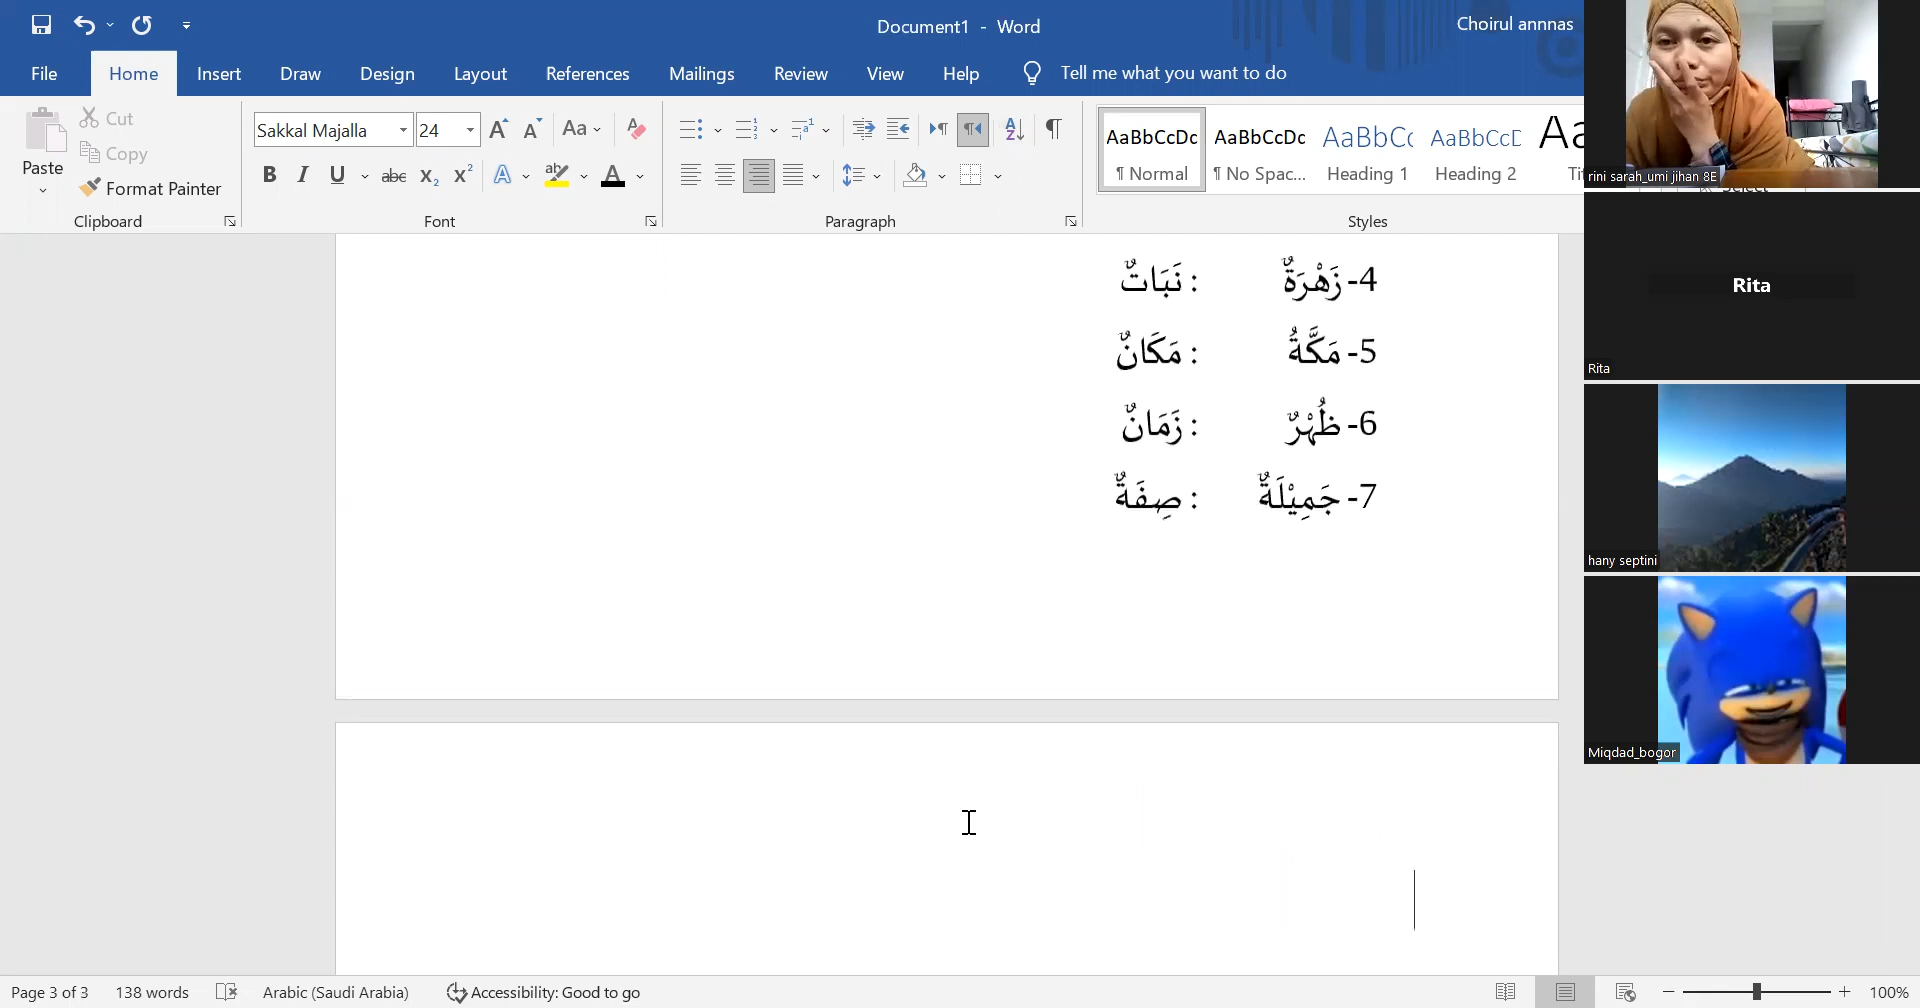 Document1 - Word
Choirul annnas
File Home Insert Draw Design Layout References Mailings Review View Help Tell me what you want to do
Paste
Cut
Copy
Format Painter
Clipboard
Sakkal Majalla 24
Font
Paragraph
AaBbCcDc AaBbCcDc AaBbCc AaBbCcD Aa
¶ Normal ¶ No Spac... Heading 1 Heading 2
Styles
Select
4- زَهْرَةٌ : نَبَاتٌ
5- مَكَّةُ : مَكَانٌ
6- ظُهْرٌ : زَمَانٌ
7- جَمِيْلَةٌ : صِفَةٌ
rini sarah_umi jihan 8E
Rita
Rita
hany septini
Miqdad_bogor
Page 3 of 3 138 words Arabic (Saudi Arabia) Accessibility: Good to go 100%